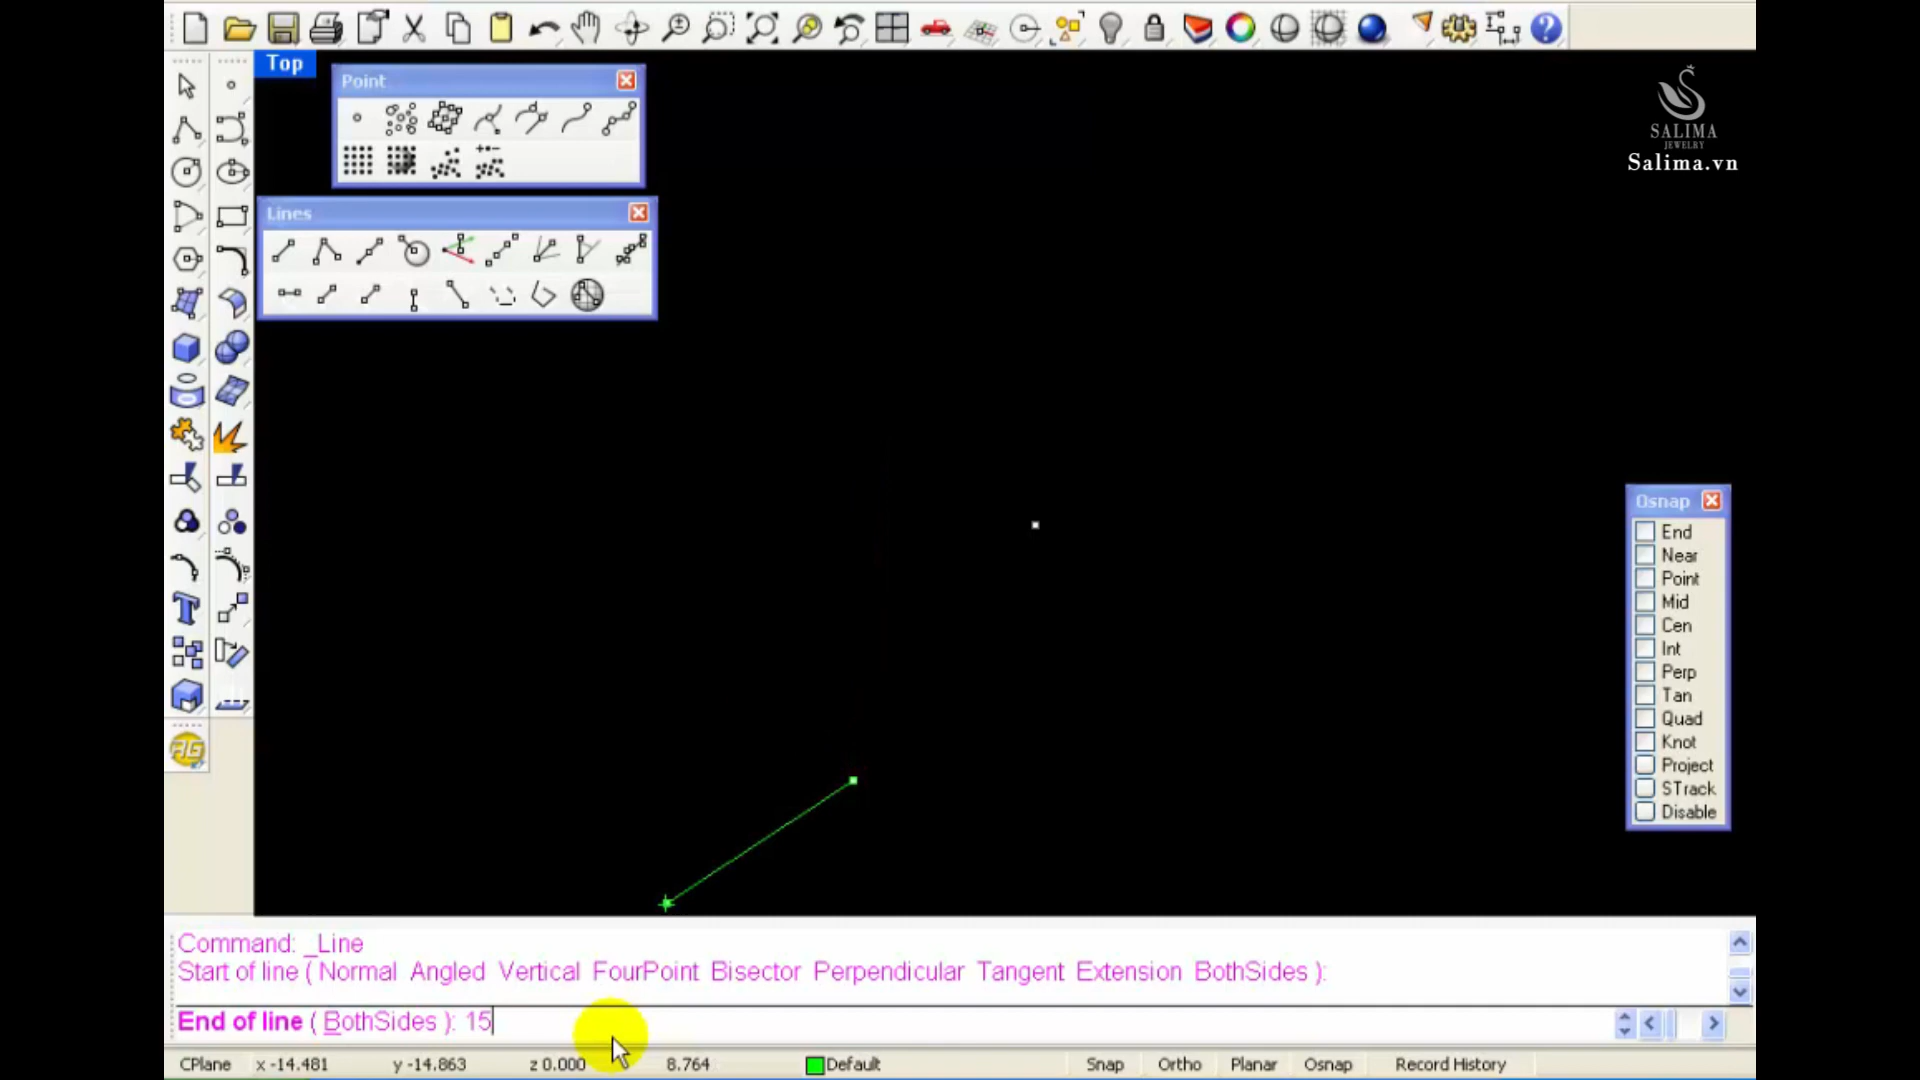 Top
Point
SALIMA
JEWELRY
Salima.vn
Lines
Osnap
End
Near
Point
Mid
Cen
Int
Perp
Tan
Quad
Knot
Project
STrack
Disable
Command: _Line
Start of line ( Normal Angled Vertical FourPoint Bisector Perpendicular Tangent Extension BothSides ):
End of line ( BothSides ): 15
CPlane x -14.481 y -14.863 z 0.000 8.764 Default Snap Ortho Planar Osnap Record History